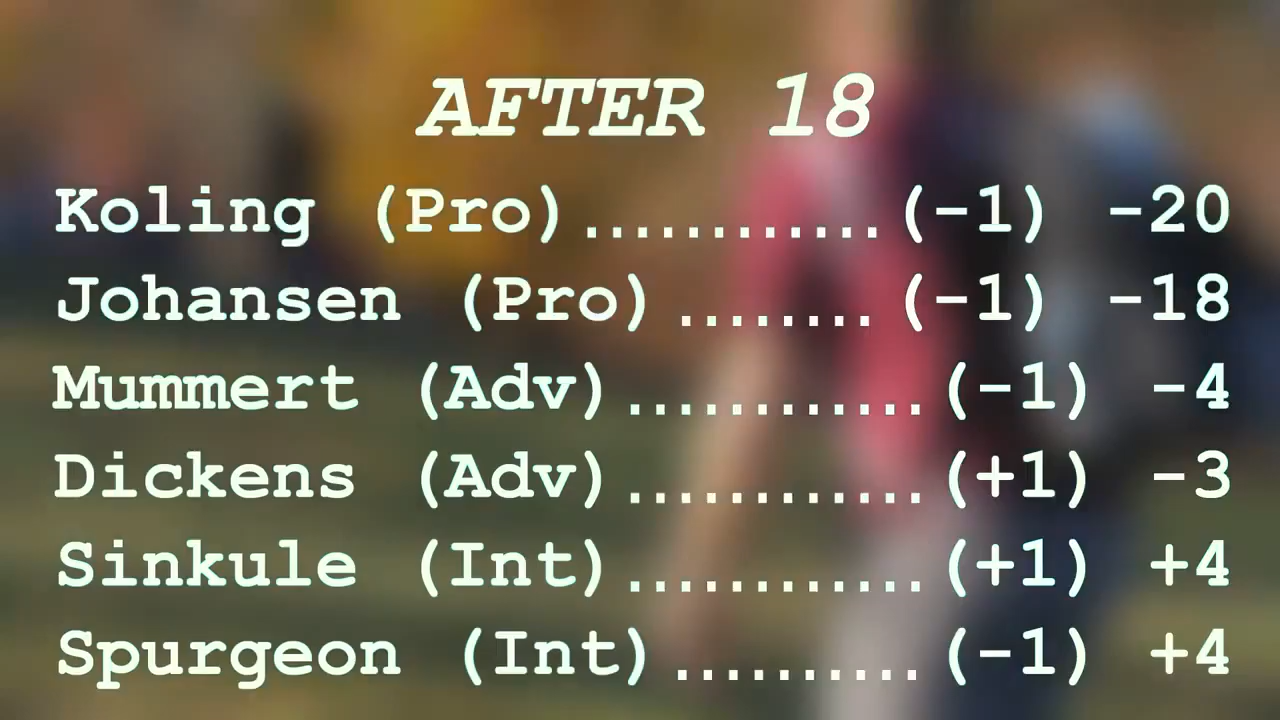 AFTER 18
Koling (Pro)............(-1) -20
Johansen (Pro) ........ (-1) -18
Mummert (Adv) ............(-1) -4
Dickens (Adv) ............(+1) -3
Sinkule (Int) ............(+1) +4
Spurgeon (Int) .......... (-1) +4